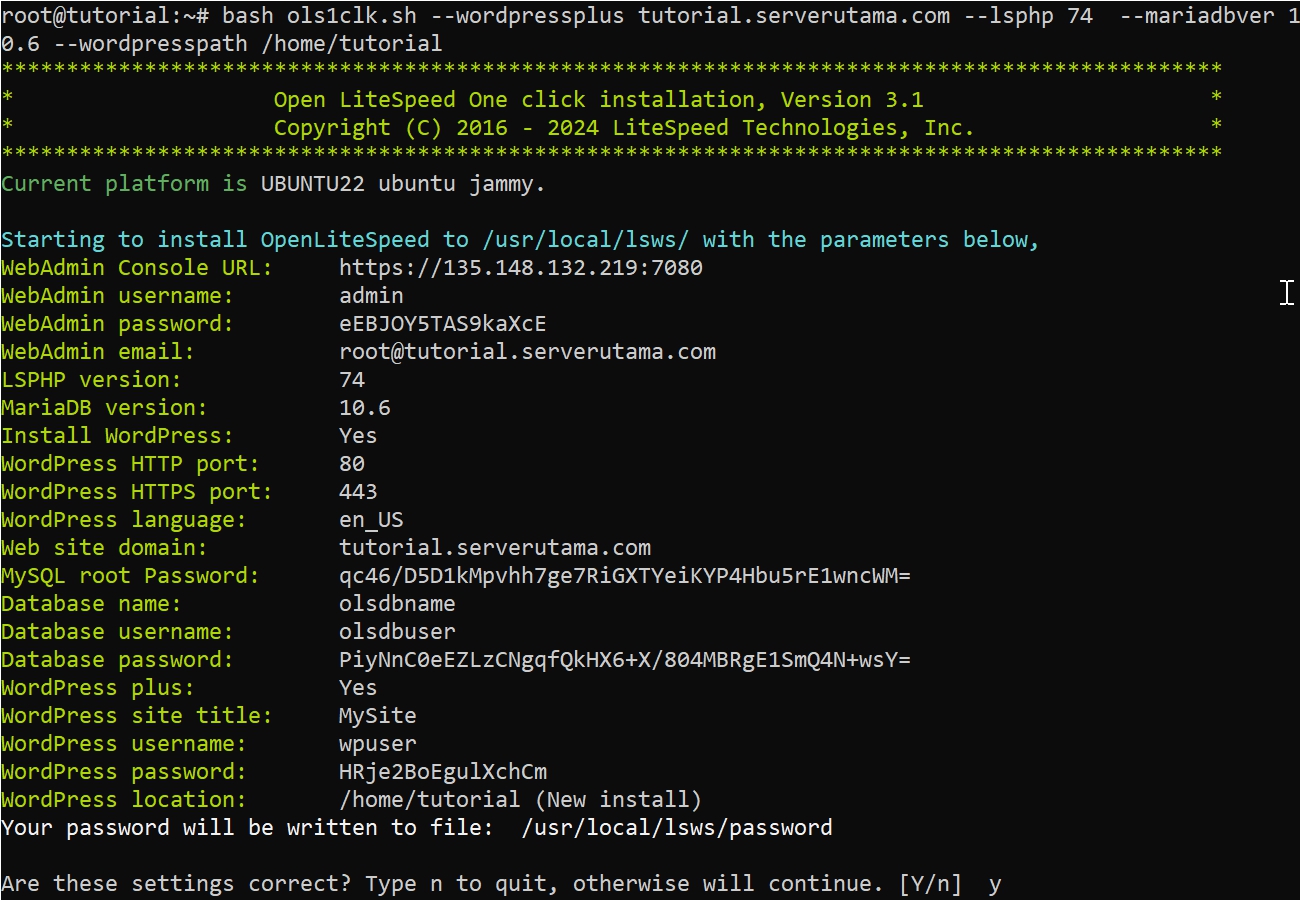 root@tutorial:~# bash ols1clk.sh --wordpressplus tutorial.serverutama.com --lsphp 74  --mariadbver 1
0.6 --wordpresspath /home/tutorial
**********************************************************************************************
*                    Open LiteSpeed One click installation, Version 3.1                      *
*                    Copyright (C) 2016 - 2024 LiteSpeed Technologies, Inc.                  *
**********************************************************************************************
Current platform is UBUNTU22 ubuntu jammy.

Starting to install OpenLiteSpeed to /usr/local/lsws/ with the parameters below,
WebAdmin Console URL:     https://135.148.132.219:7080
WebAdmin username:        admin
WebAdmin password:        eEBJOY5TAS9kaXcE
WebAdmin email:           root@tutorial.serverutama.com
LSPHP version:            74
MariaDB version:          10.6
Install WordPress:        Yes
WordPress HTTP port:      80
WordPress HTTPS port:     443
WordPress language:       en_US
Web site domain:          tutorial.serverutama.com
MySQL root Password:      qc46/D5D1kMpvhh7ge7RiGXTYeiKYP4Hbu5rE1wncWM=
Database name:            olsdbname
Database username:        olsdbuser
Database password:        PiyNnC0eEZLzCNgqfQkHX6+X/804MBRgE1SmQ4N+wsY=
WordPress plus:           Yes
WordPress site title:     MySite
WordPress username:       wpuser
WordPress password:       HRje2BoEgulXchCm
WordPress location:       /home/tutorial (New install)
Your password will be written to file:  /usr/local/lsws/password

Are these settings correct? Type n to quit, otherwise will continue. [Y/n]  y